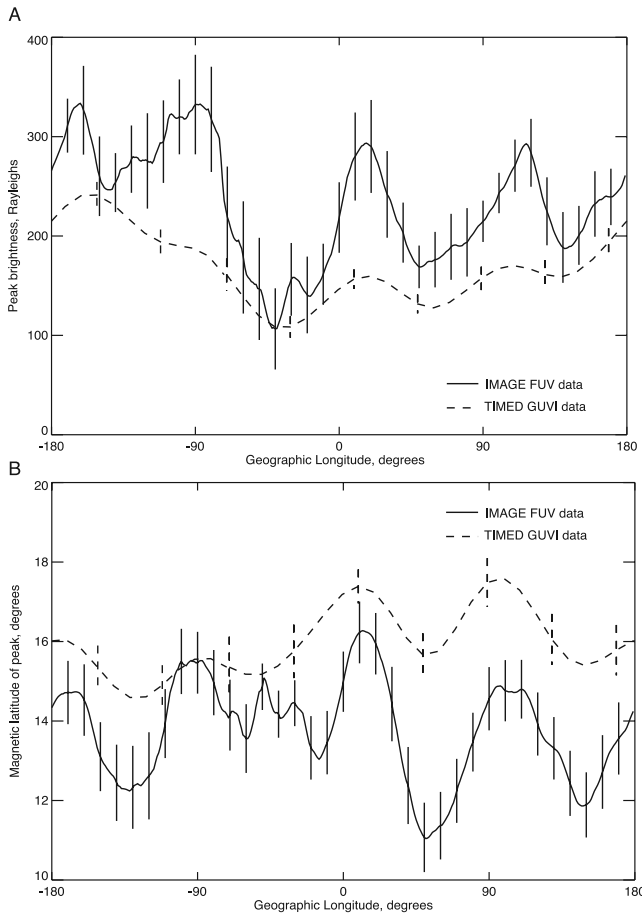 A
400
300
200
100
0
Peak brightness, Rayleighs
IMAGE FUV data
TIMED GUVI data
-180
-90
0
90
180
Geographic Longitude, degrees
B
20
18
16
14
12
10
Magnetic latitude of peak, degrees
IMAGE FUV data
TIMED GUVI data
-180
-90
0
90
180
Geographic Longitude, degrees